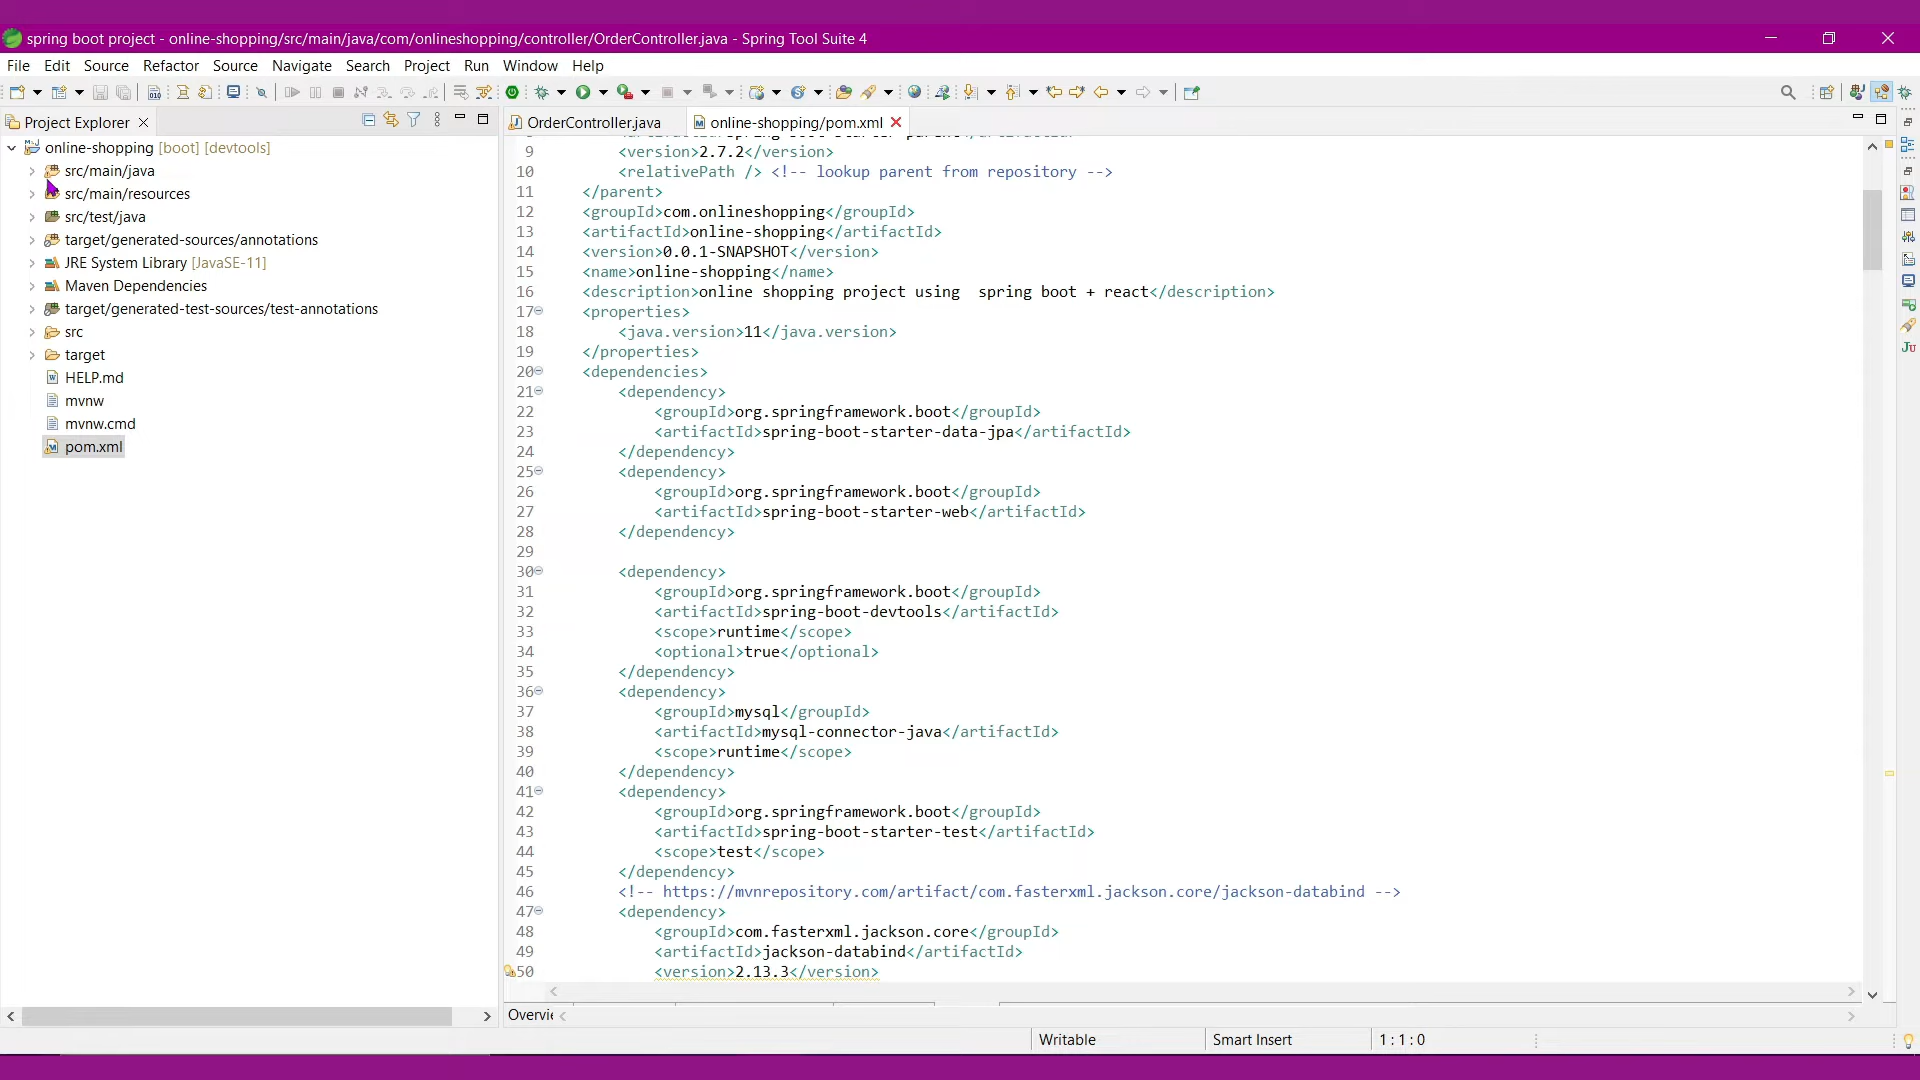 spring boot project - online-shopping/src/main/java/com/onlineshopping/controller/OrderController.java - Spring Tool Suite 4
File Edit Source Refactor Source Navigate Search Project Run Window Help
Project Explorer
OrderController.java
online-shopping/pom.xml
online-shopping [boot] [devtools]
src/main/java
src/main/resources
src/test/java
target/generated-sources/annotations
JRE System Library [JavaSE-11]
Maven Dependencies
target/generated-test-sources/test-annotations
src
target
HELP.md
mvnw
mvnw.cmd
pom.xml
9 <version>2.7.2</version>
10 <relativePath /> <!-- lookup parent from repository -->
11 </parent>
12 <groupId>com.onlineshopping</groupId>
13 <artifactId>online-shopping</artifactId>
14 <version>0.0.1-SNAPSHOT</version>
15 <name>online-shopping</name>
16 <description>online shopping project using  spring boot + react</description>
17 <properties>
18 <java.version>11</java.version>
19 </properties>
20 <dependencies>
21 <dependency>
22 <groupId>org.springframework.boot</groupId>
23 <artifactId>spring-boot-starter-data-jpa</artifactId>
24 </dependency>
25 <dependency>
26 <groupId>org.springframework.boot</groupId>
27 <artifactId>spring-boot-starter-web</artifactId>
28 </dependency>
29
30 <dependency>
31 <groupId>org.springframework.boot</groupId>
32 <artifactId>spring-boot-devtools</artifactId>
33 <scope>runtime</scope>
34 <optional>true</optional>
35 </dependency>
36 <dependency>
37 <groupId>mysql</groupId>
38 <artifactId>mysql-connector-java</artifactId>
39 <scope>runtime</scope>
40 </dependency>
41 <dependency>
42 <groupId>org.springframework.boot</groupId>
43 <artifactId>spring-boot-starter-test</artifactId>
44 <scope>test</scope>
45 </dependency>
46 <!-- https://mvnrepository.com/artifact/com.fasterxml.jackson.core/jackson-databind -->
47 <dependency>
48 <groupId>com.fasterxml.jackson.core</groupId>
49 <artifactId>jackson-databind</artifactId>
50 <version>2.13.3</version>
Overvie
Writable
Smart Insert
1 : 1 : 0